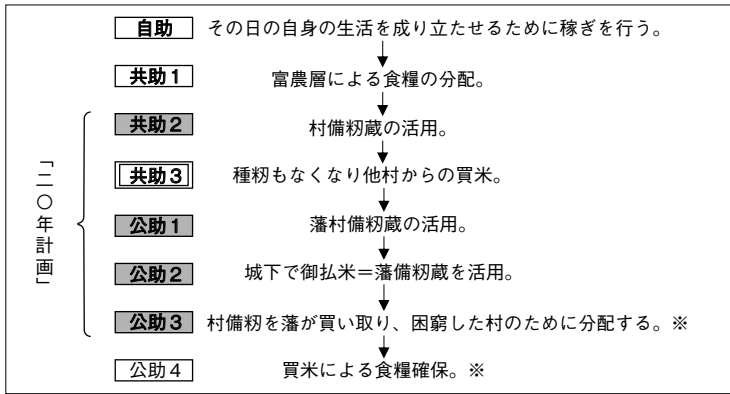 自助 その日の自身の生活を成り立たせるために稼ぎを行う。
共助1 富農層による食糧の分配。
共助2 村備籾蔵の活用。
共助3 種籾もなくなり他村からの買米。
公助1 藩村備籾蔵の活用。
公助2 城下で御払米＝藩備籾蔵を活用。
公助3 村備籾を藩が買い取り、困窮した村のために分配する。※
公助4 買米による食糧確保。※
「二〇年計画」